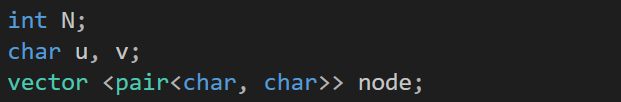 int N;
char u, v;
vector <pair<char, char>> node;